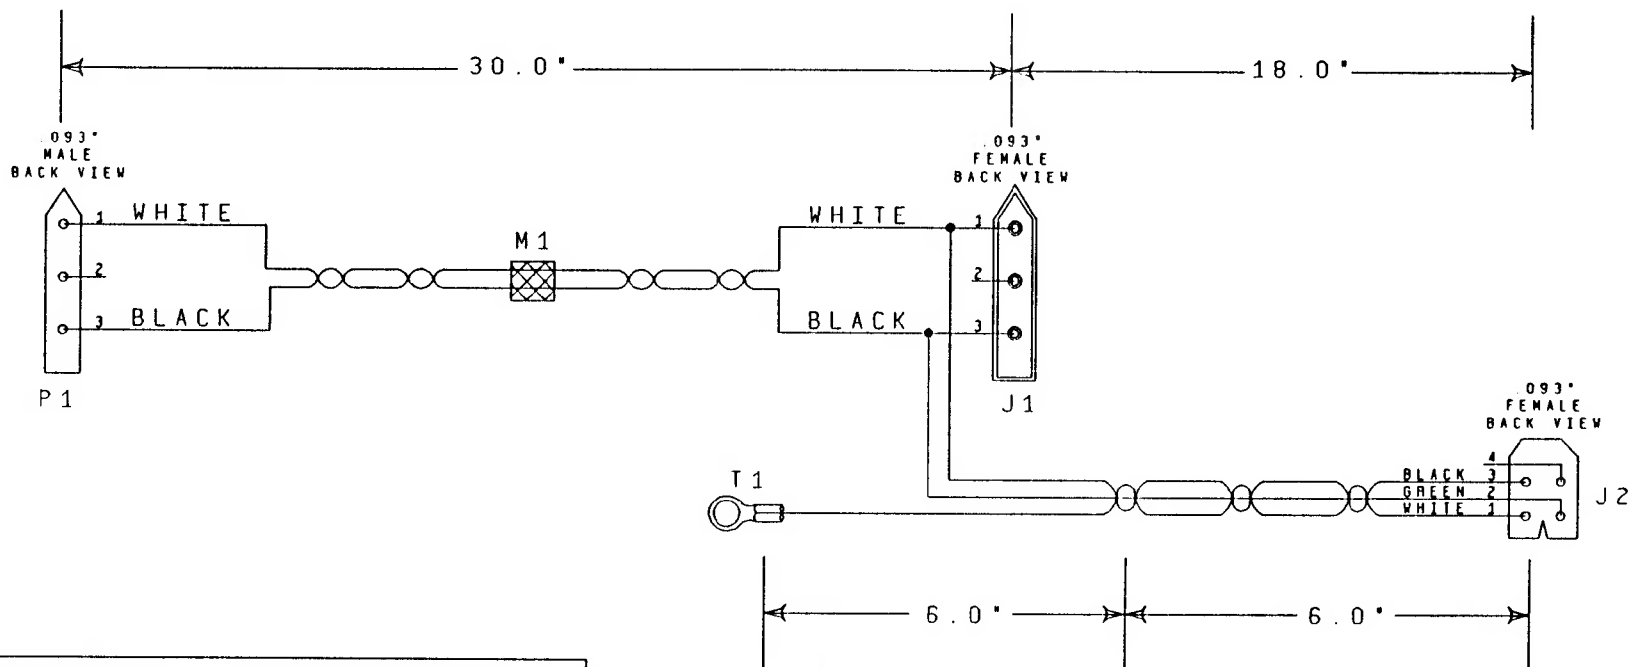 30.0"
18.0"
.093"
MALE
BACK VIEW
.093"
FEMALE
BACK VIEW
1 WHITE
WHITE 1
M1
2
2
3 BLACK
BLACK 3
P1
J1
.093"
FEMALE
BACK VIEW
T1
4
BLACK 3
GREEN 2
WHITE 1
J2
6.0"
6.0"